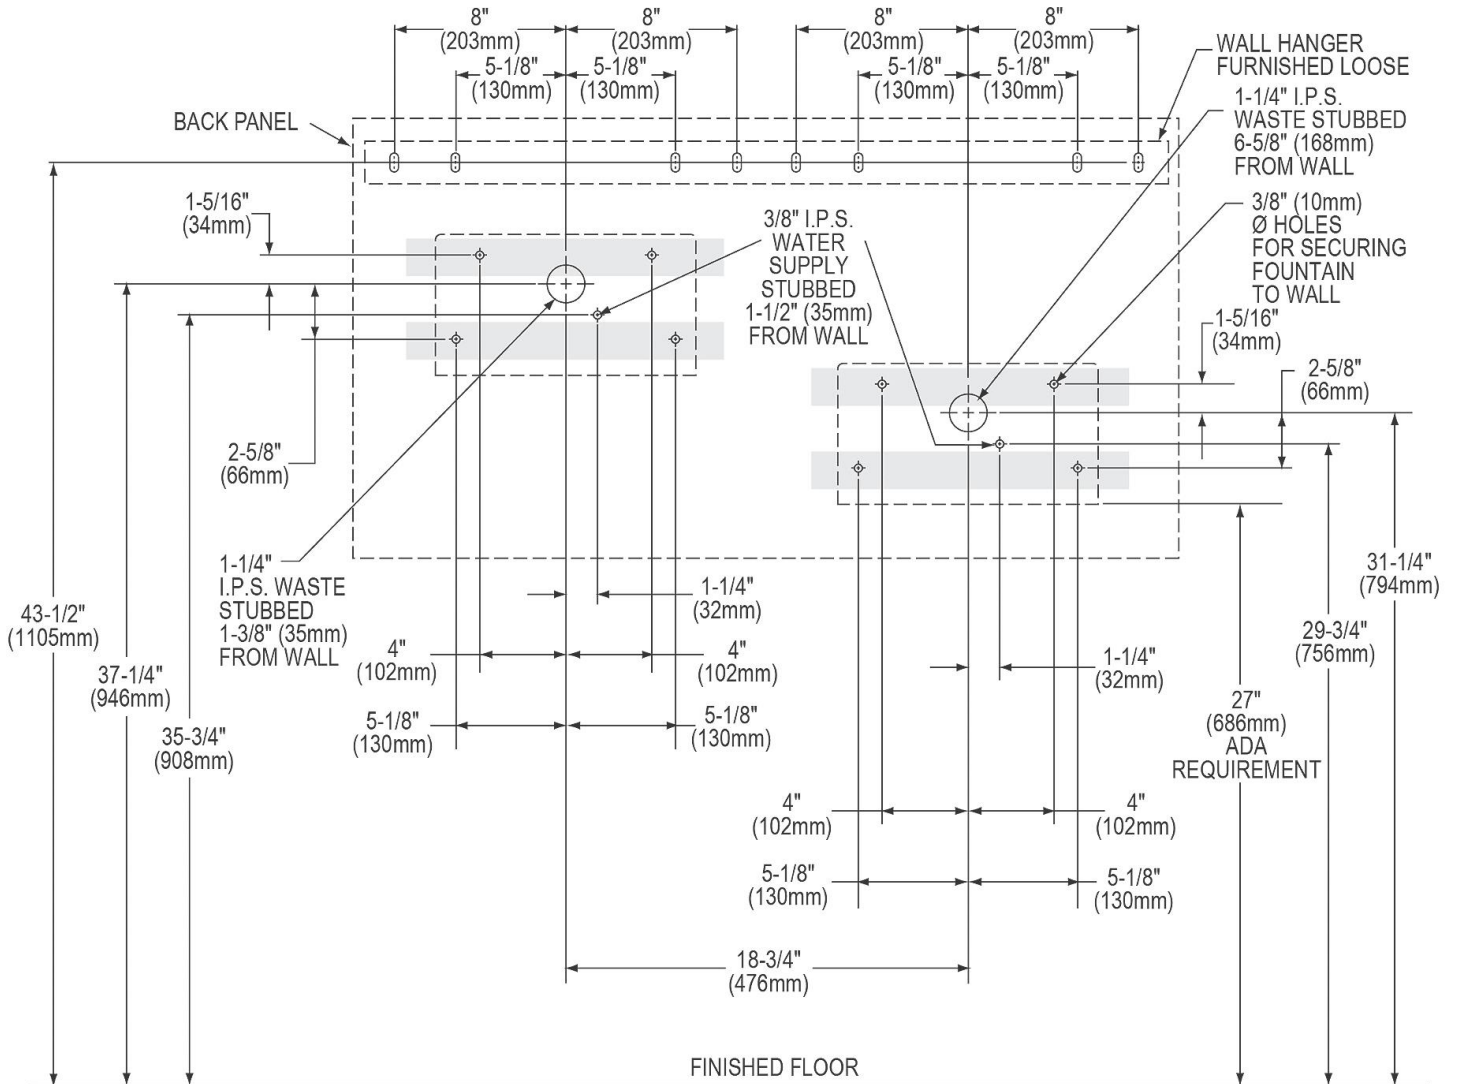 8"
(203mm)
8"
(203mm)
8"
(203mm)
8"
(203mm)
5-1/8"
(130mm)
5-1/8"
(130mm)
5-1/8"
(130mm)
5-1/8"
(130mm)
WALL HANGER
FURNISHED LOOSE
1-1/4" I.P.S.
WASTE STUBBED
6-5/8" (168mm)
FROM WALL
BACK PANEL
1-5/16"
(34mm)
3/8" I.P.S.
WATER
SUPPLY
STUBBED
1-1/2" (35mm)
FROM WALL
3/8" (10mm)
Ø HOLES
FOR SECURING
FOUNTAIN
TO WALL
1-5/16"
(34mm)
2-5/8"
(66mm)
2-5/8"
(66mm)
1-1/4"
I.P.S. WASTE
STUBBED
1-3/8" (35mm)
FROM WALL
1-1/4"
(32mm)
31-1/4"
(794mm)
43-1/2"
(1105mm)
29-3/4"
(756mm)
4"
(102mm)
4"
(102mm)
1-1/4"
(32mm)
37-1/4"
(946mm)
27"
(686mm)
ADA
REQUIREMENT
5-1/8"
(130mm)
5-1/8"
(130mm)
35-3/4"
(908mm)
4"
(102mm)
4"
(102mm)
5-1/8"
(130mm)
5-1/8"
(130mm)
18-3/4"
(476mm)
FINISHED FLOOR